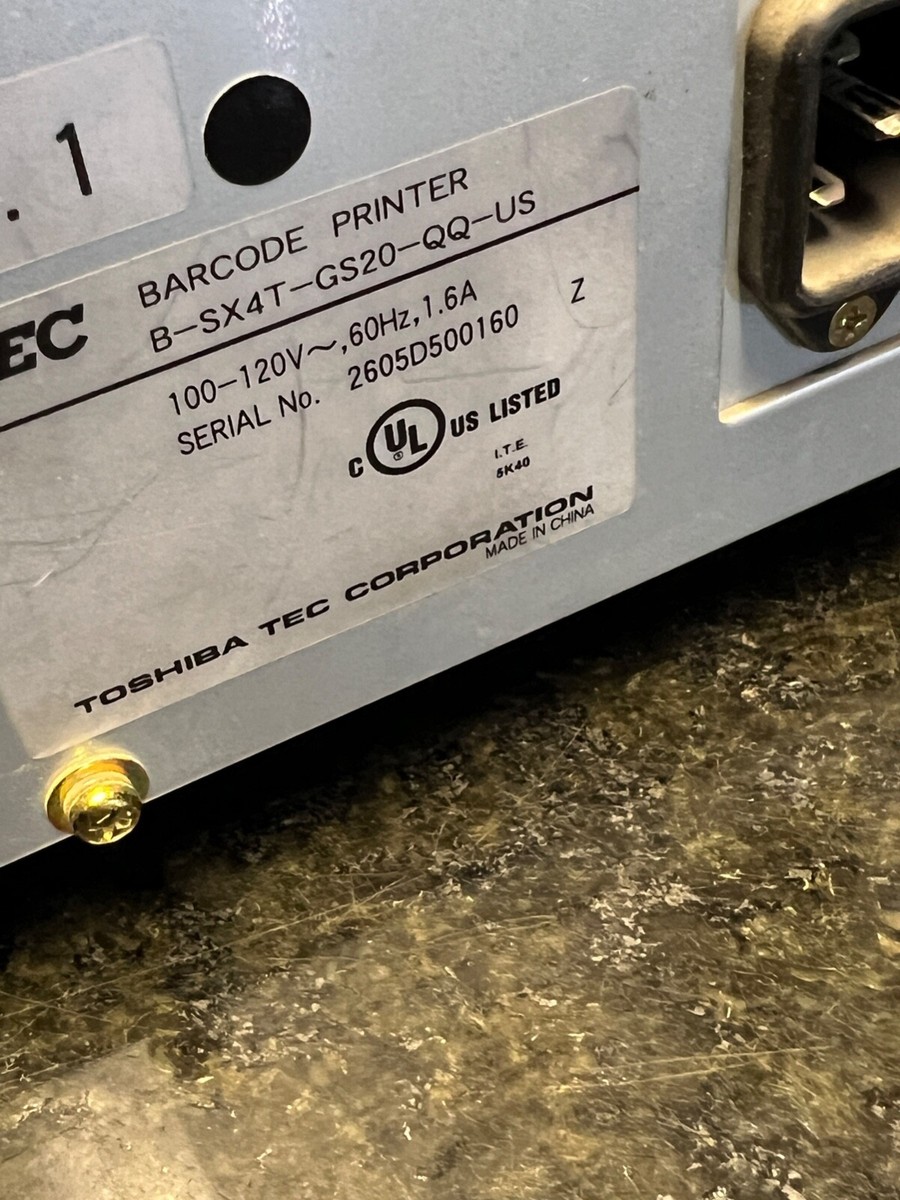 . 1
EC
BARCODE PRINTER
B-SX4T-GS20-QQ-US
100-120V~,60Hz,1.6A
SERIAL No. 2605D500160 Z
C UL ® US LISTED
I.T.E.
5K40
TOSHIBA TEC CORPORATION
MADE IN CHINA